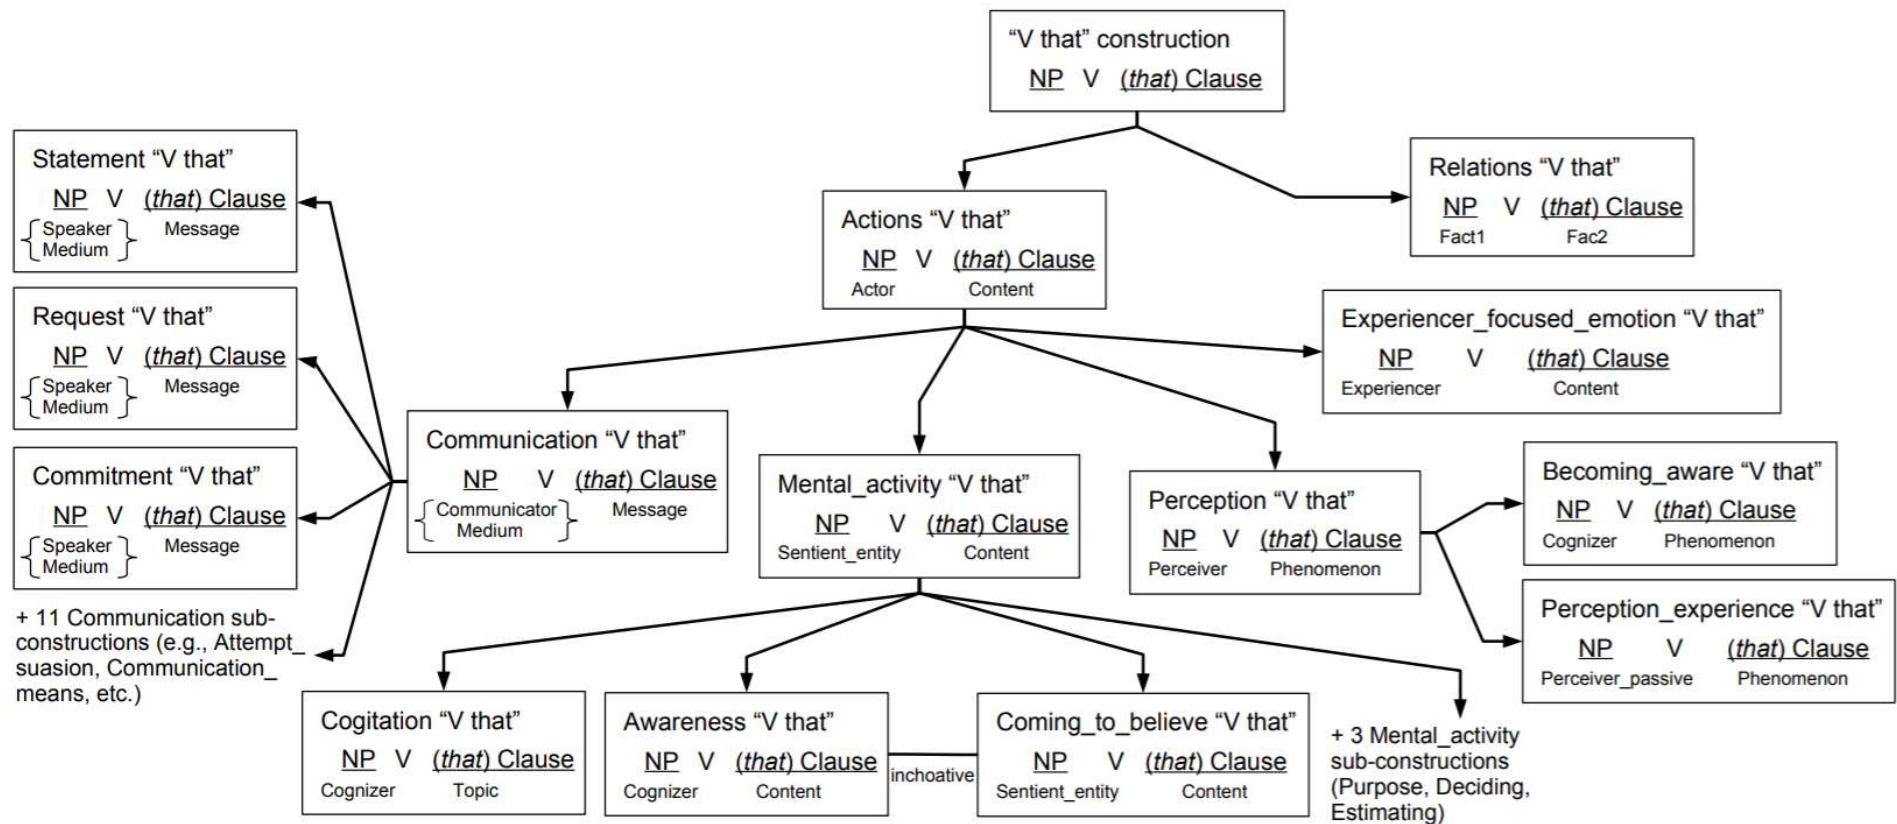 “V that” construction
NP V (that) Clause
Relations “V that”
NP V (that) Clause
Fact1 Fac2
Actions “V that”
NP V (that) Clause
Actor Content
Statement “V that”
NP V (that) Clause
Speaker Message
Medium
Request “V that”
NP V (that) Clause
Speaker Message
Medium
Commitment “V that”
NP V (that) Clause
Speaker Message
Medium
+ 11 Communication sub-
constructions (e.g., Attempt_
suasion, Communication_
means, etc.)
Communication “V that”
NP V (that) Clause
Communicator Message
Medium
Mental_activity “V that”
NP V (that) Clause
Sentient_entity Content
Perception “V that”
NP V (that) Clause
Perceiver Phenomenon
Experiencer_focused_emotion “V that”
NP V (that) Clause
Experiencer Content
Becoming_aware “V that”
NP V (that) Clause
Cognizer Phenomenon
Perception_experience “V that”
NP V (that) Clause
Perceiver_passive Phenomenon
Cogitation “V that”
NP V (that) Clause
Cognizer Topic
Awareness “V that”
NP V (that) Clause
Cognizer Content
inchoative
Coming_to_believe “V that”
NP V (that) Clause
Sentient_entity Content
+ 3 Mental_activity
sub-constructions
(Purpose, Deciding,
Estimating)